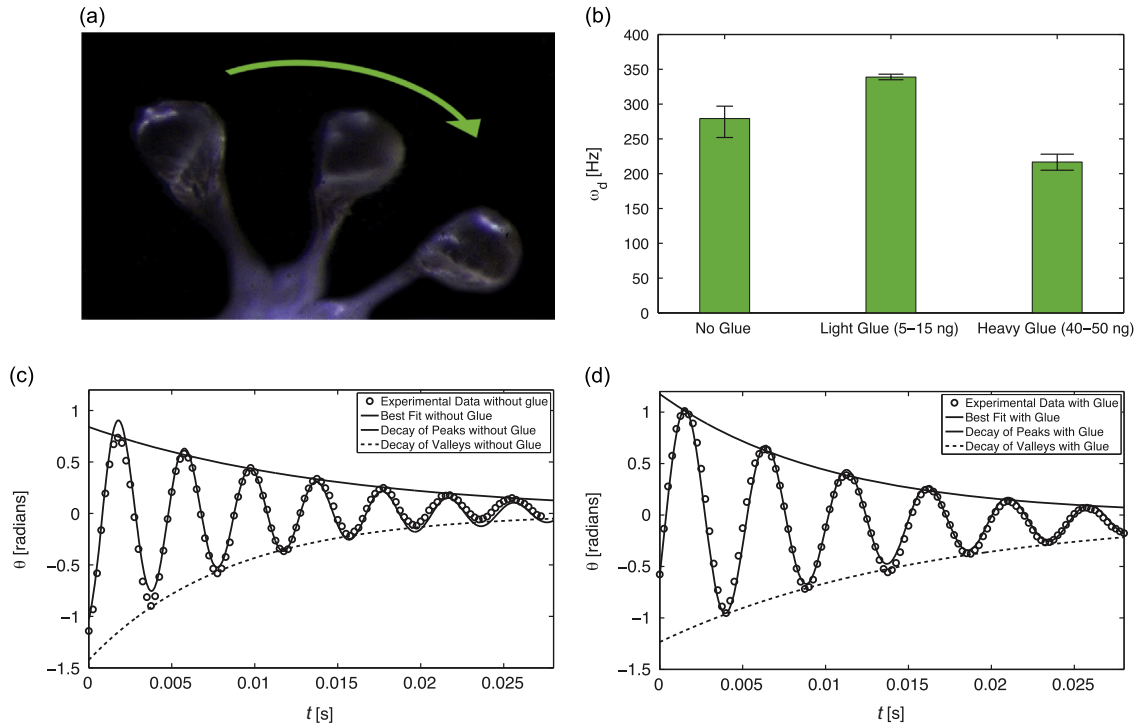 (a)
(b)
400
350
300
250
200
150
100
50
0
ω_d [Hz]
No Glue
Light Glue (5–15 ng)
Heavy Glue (40–50 ng)
(c)
Experimental Data without glue
Best Fit without Glue
Decay of Peaks without Glue
Decay of Valleys without Glue
1
0.5
0
−0.5
−1
−1.5
θ [radians]
0
0.005
0.01
0.015
0.02
0.025
t [s]
(d)
Experimental Data with Glue
Best Fit with Glue
Decay of Peaks with Glue
Decay of Valleys with Glue
1
0.5
0
−0.5
−1
−1.5
θ [radians]
0
0.005
0.01
0.015
0.02
0.025
t [s]